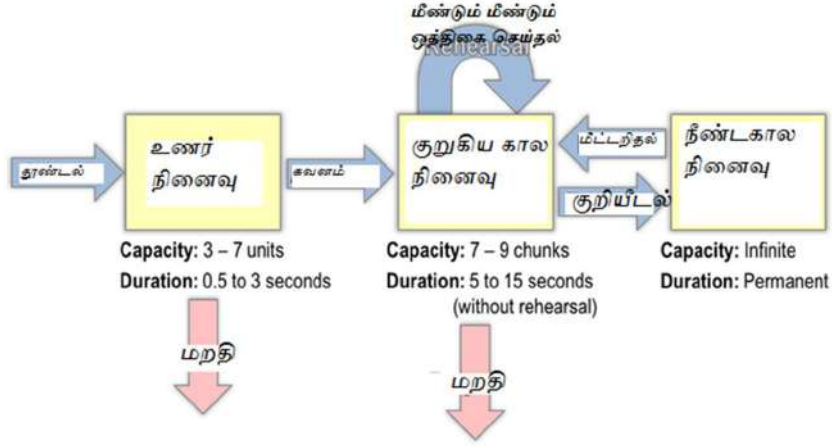 மீண்டும் மீண்டும்
ஒத்திகை செய்தல்
Rehearsal
தூண்டல்
உணர்
நினைவு
கவனம்
குறுகிய கால
நினைவு
மீட்டறிதல்
குறியீடல்
நீண்டகால
நினைவு
Capacity: 3 – 7 units
Duration: 0.5 to 3 seconds
Capacity: 7 – 9 chunks
Duration: 5 to 15 seconds
(without rehearsal)
Capacity: Infinite
Duration: Permanent
மறதி
மறதி